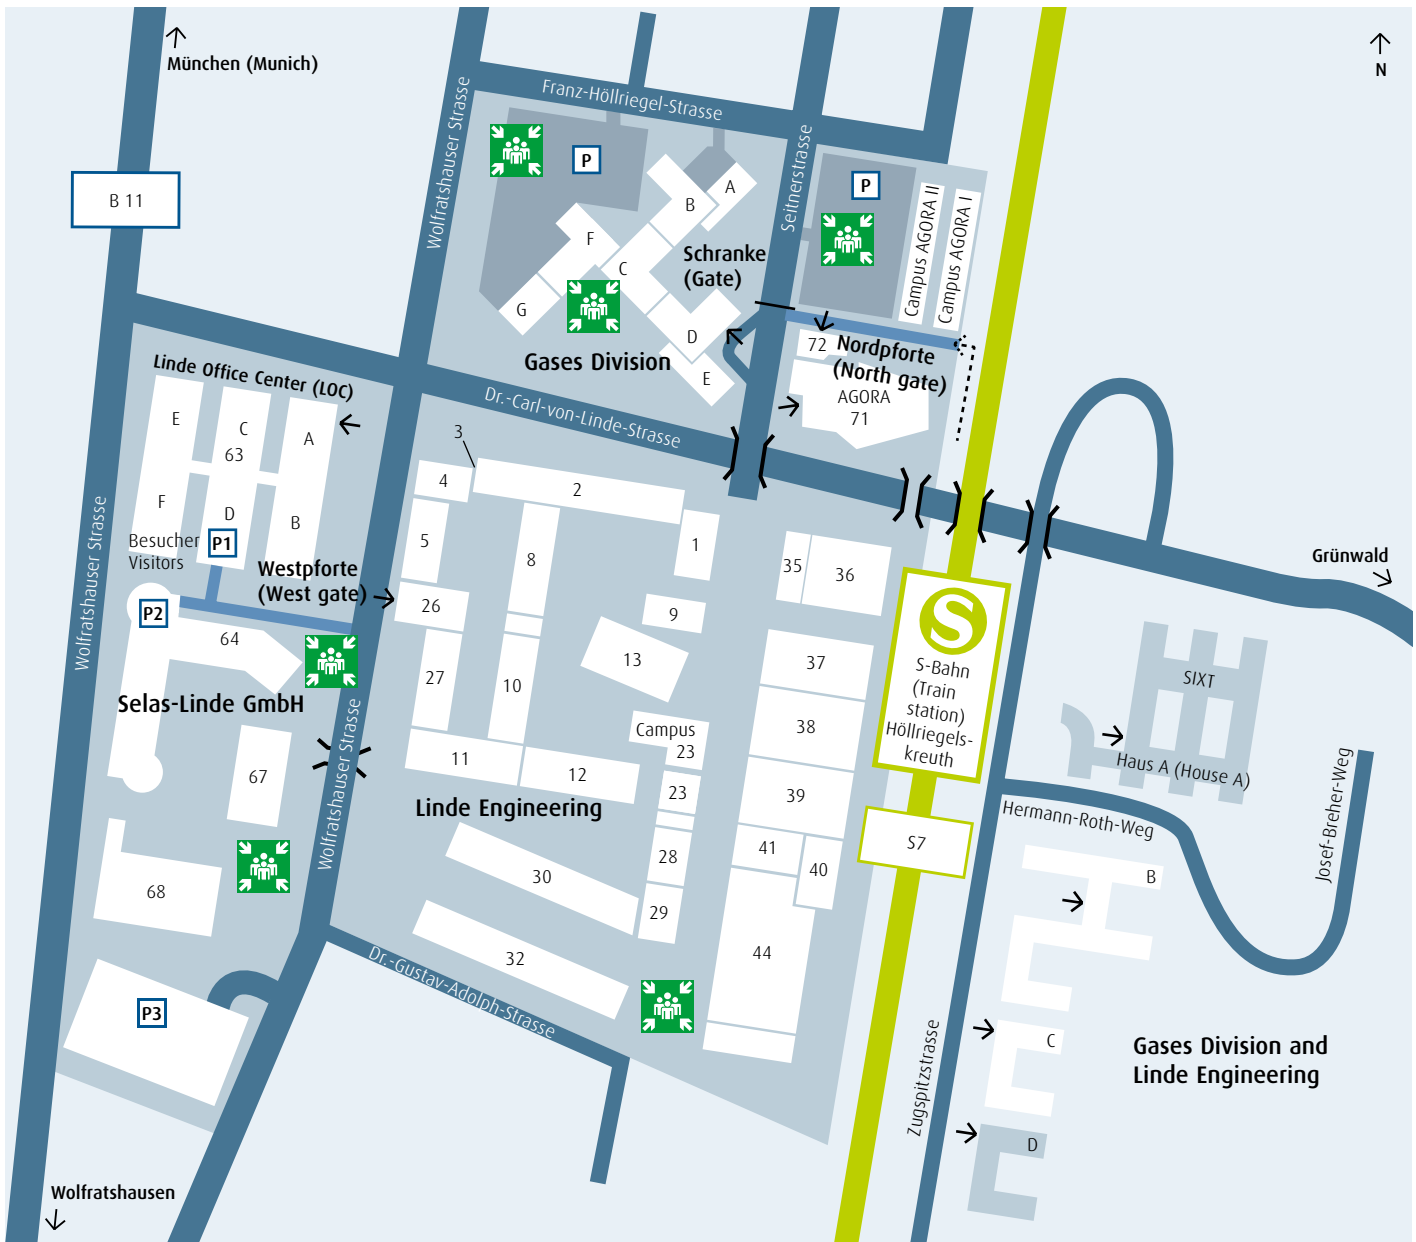 München (Munich)
N
B 11
Wolfratshauser Strasse
Franz-Höllriegel-Strasse
Seitnerstrasse
P
P
A
B
F
C
G
D
E
Schranke
(Gate)
Campus AGORA II
Campus AGORA I
Gases Division
72
Nordpforte
(North gate)
AGORA
71
Linde Office Center (LOC)
Dr.-Carl-von-Linde-Strasse
E
C
63
A
F
D
B
Besucher
Visitors
P1
Westpforte
(West gate)
P2
64
Selas-Linde GmbH
67
68
P3
Wolfratshauser Strasse
Wolfratshauser Strasse
Wolfratshausen
3
4
2
5
8
1
26
9
27
10
13
35
36
37
38
39
11
12
Campus
23
23
28
29
41
40
44
Linde Engineering
30
32
Dr.-Gustav-Adolph-Strasse
S
S-Bahn
(Train
station)
Höllriegels-
kreuth
S7
Grünwald
SIXT
Haus A (House A)
Hermann-Roth-Weg
Josef-Breher-Weg
B
C
D
Zugspitzstrasse
Gases Division and
Linde Engineering